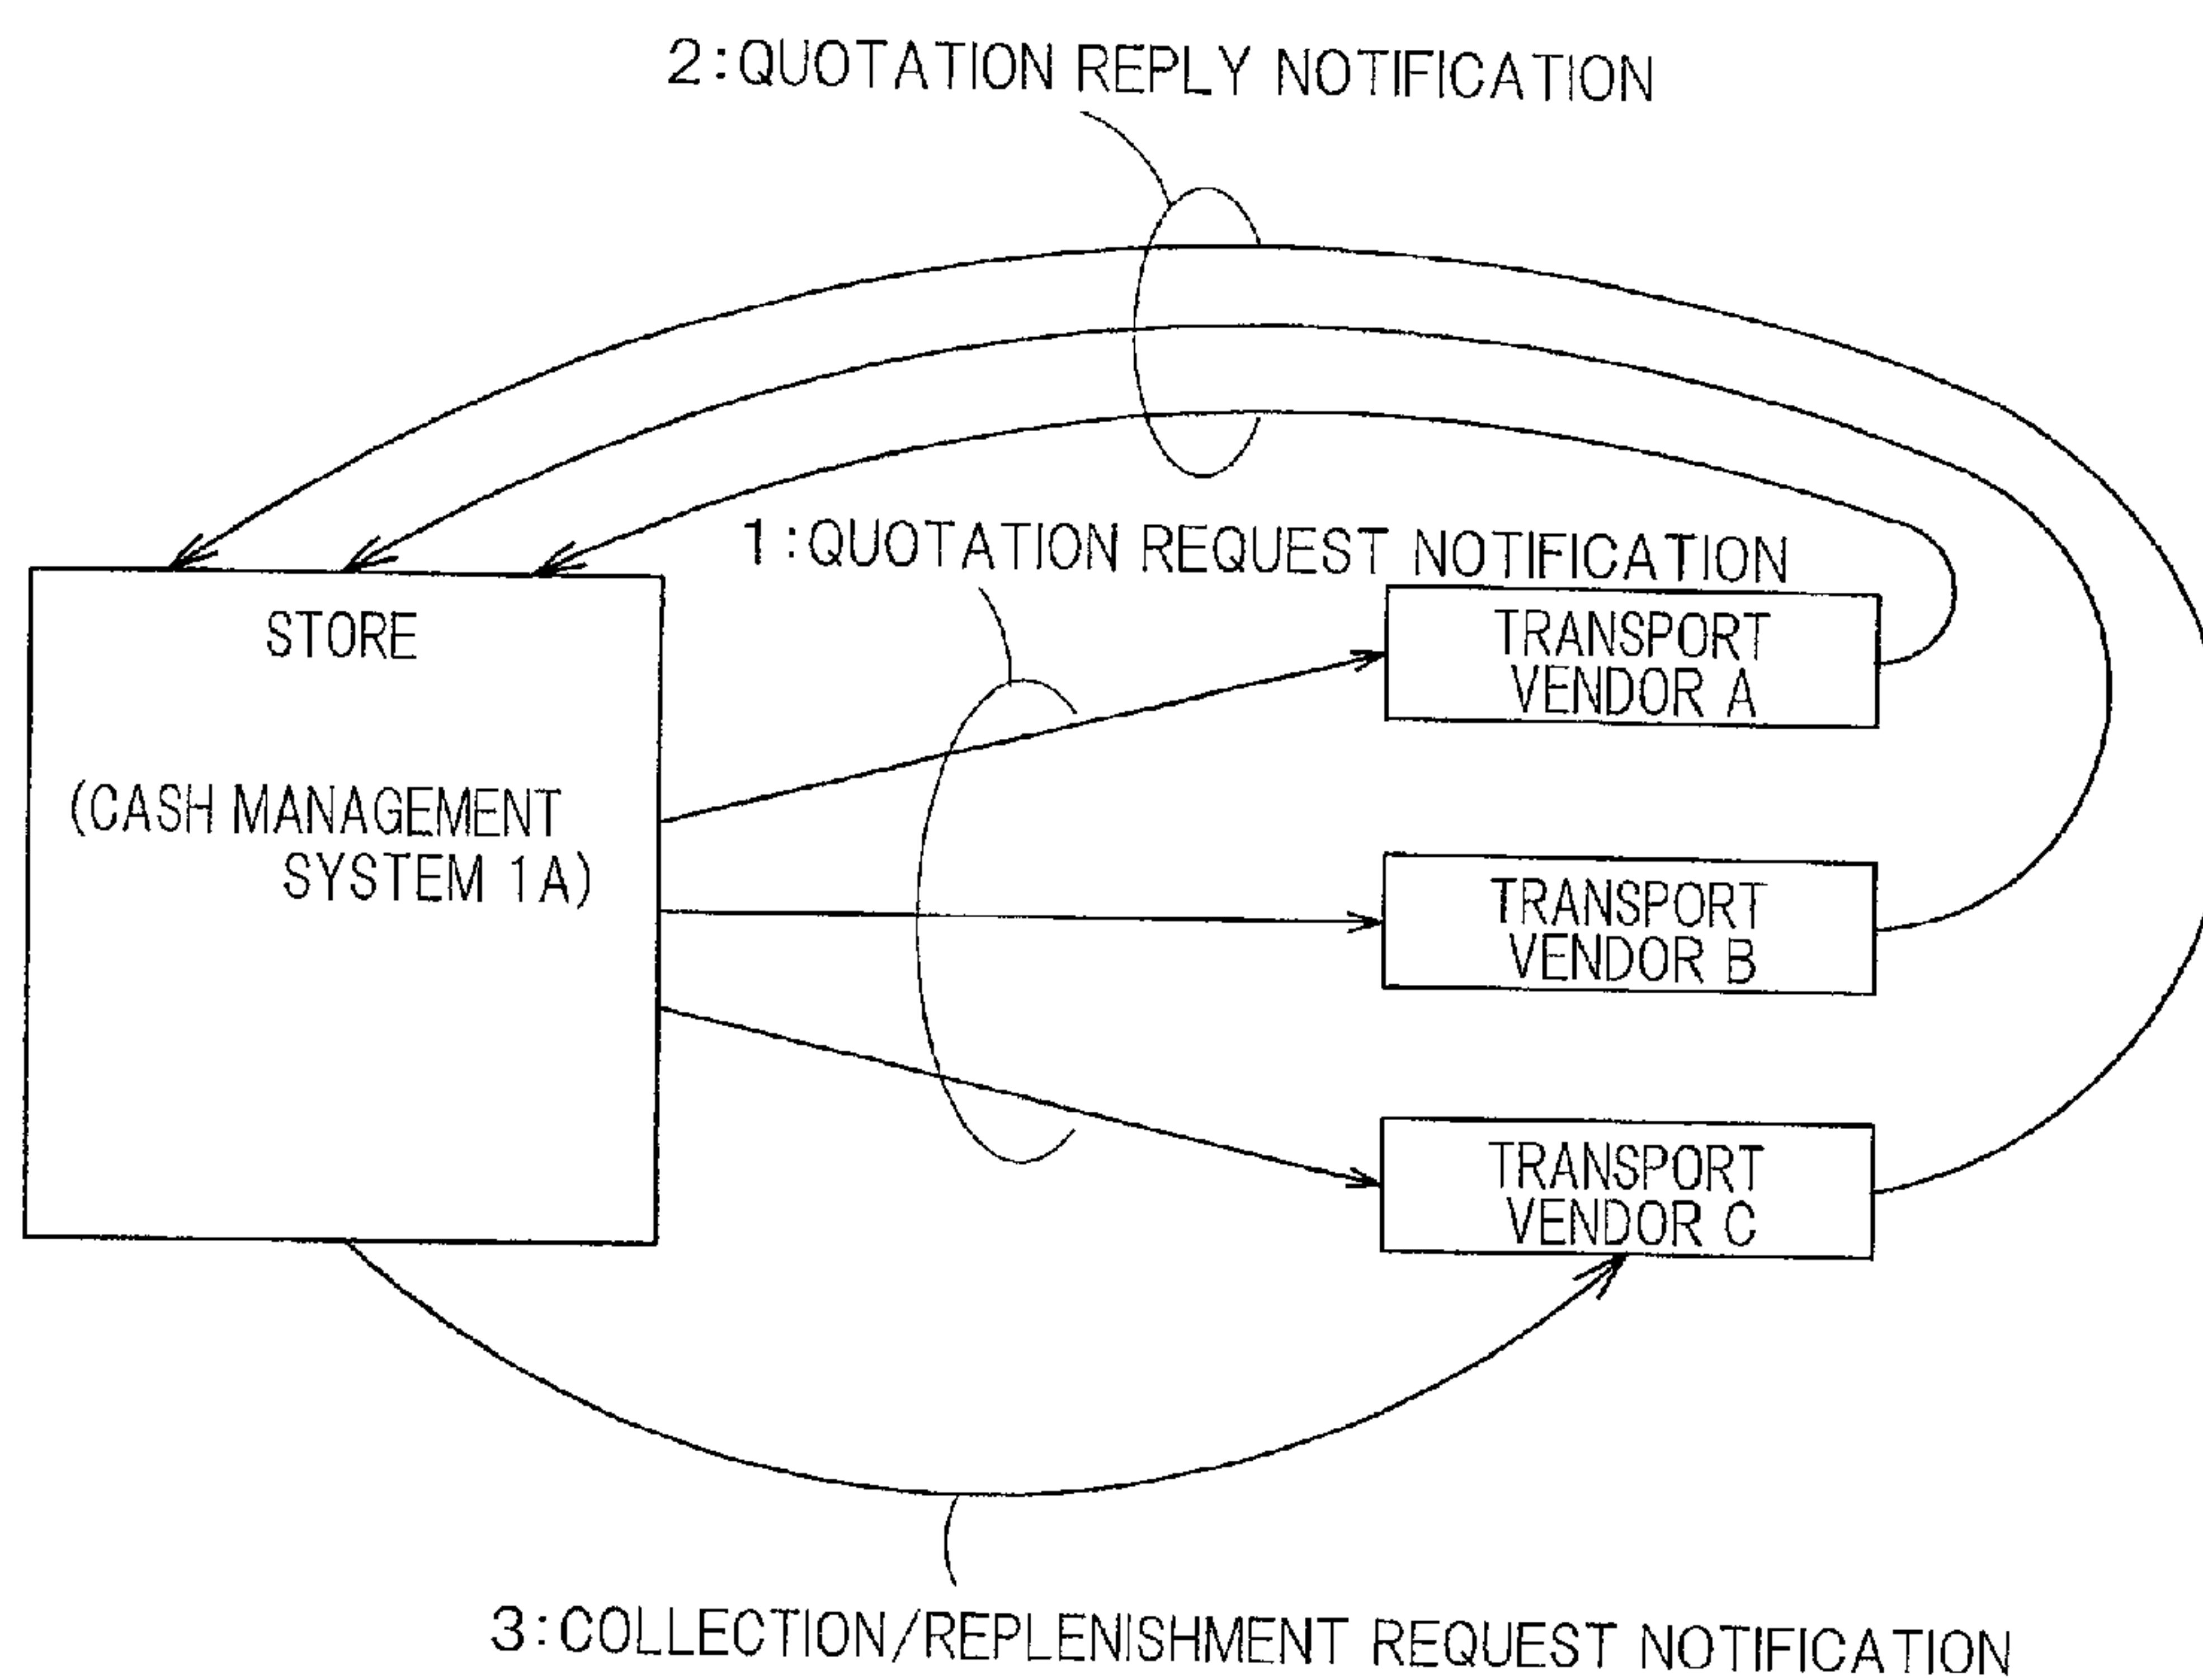 2:QUOTATION REPLY NOTIFICATION
1:QUOTATION REQUEST NOTIFICATION
STORE
(CASH MANAGEMENT
SYSTEM 1A)
TRANSPORT
VENDOR A
TRANSPORT
VENDOR B
TRANSPORT
VENDOR C
3:COLLECTION/REPLENISHMENT REQUEST NOTIFICATION